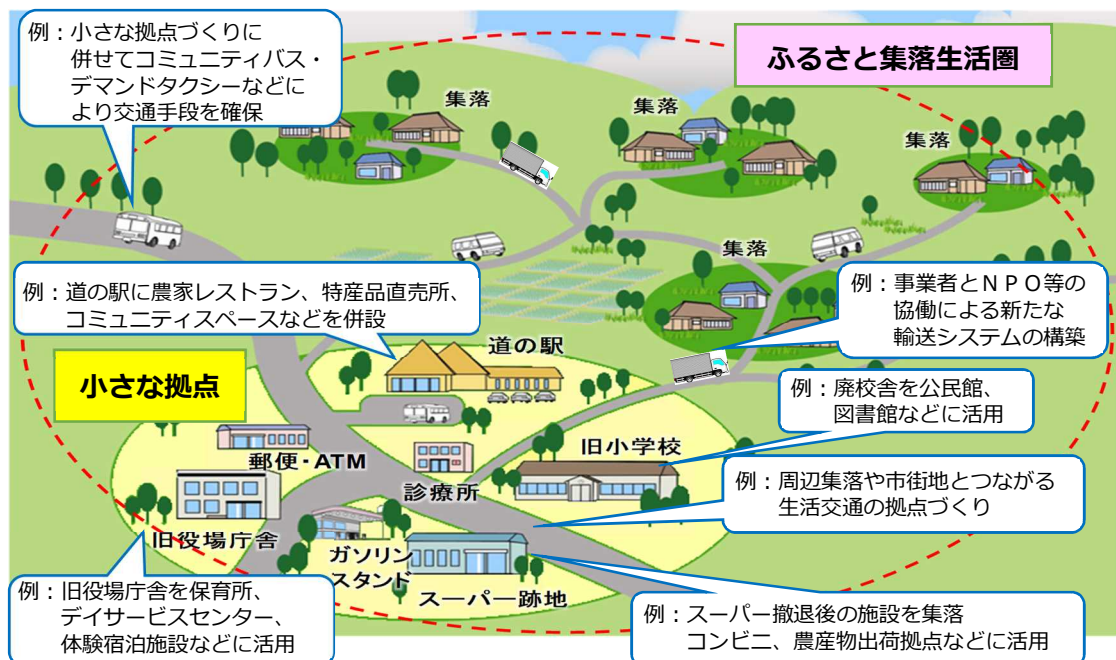 例：小さな拠点づくりに
併せてコミュニティバス・
デマンドタクシーなどに
より交通手段を確保
ふるさと集落生活圏
集落
集落
集落
集落
例：道の駅に農家レストラン、特産品直売所、
コミュニティスペースなどを併設
例：事業者とＮＰＯ等の
協働による新たな
輸送システムの構築
道の駅
小さな拠点
例：廃校舎を公民館、
図書館などに活用
郵便・ATM
診療所
旧小学校
例：周辺集落や市街地とつながる
生活交通の拠点づくり
旧役場庁舎
ガソリン
スタンド
スーパー跡地
例：旧役場庁舎を保育所、
デイサービスセンター、
体験宿泊施設などに活用
例：スーパー撤退後の施設を集落
コンビニ、農産物出荷拠点などに活用